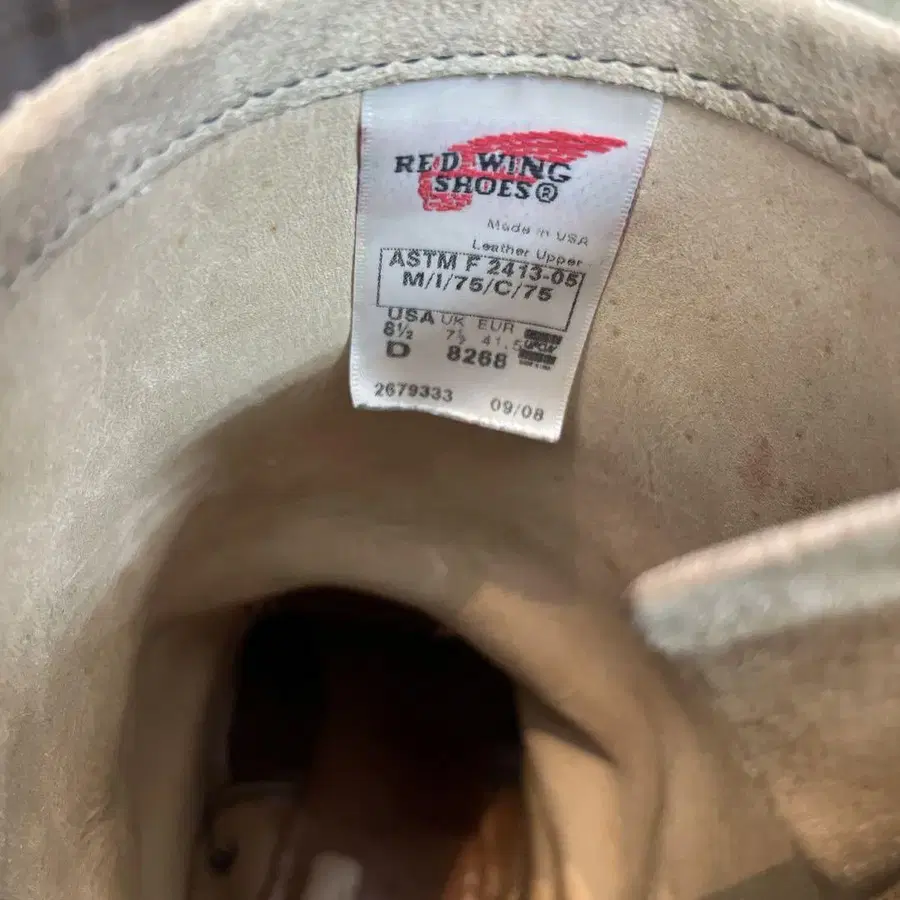 RED WING
SHOES®
Made in USA
Leather Upper
ASTM F 2413-05
M/I/75/C/75
USA UK EUR
8½ 7½ 41.5
D 8268
2679333 09/08